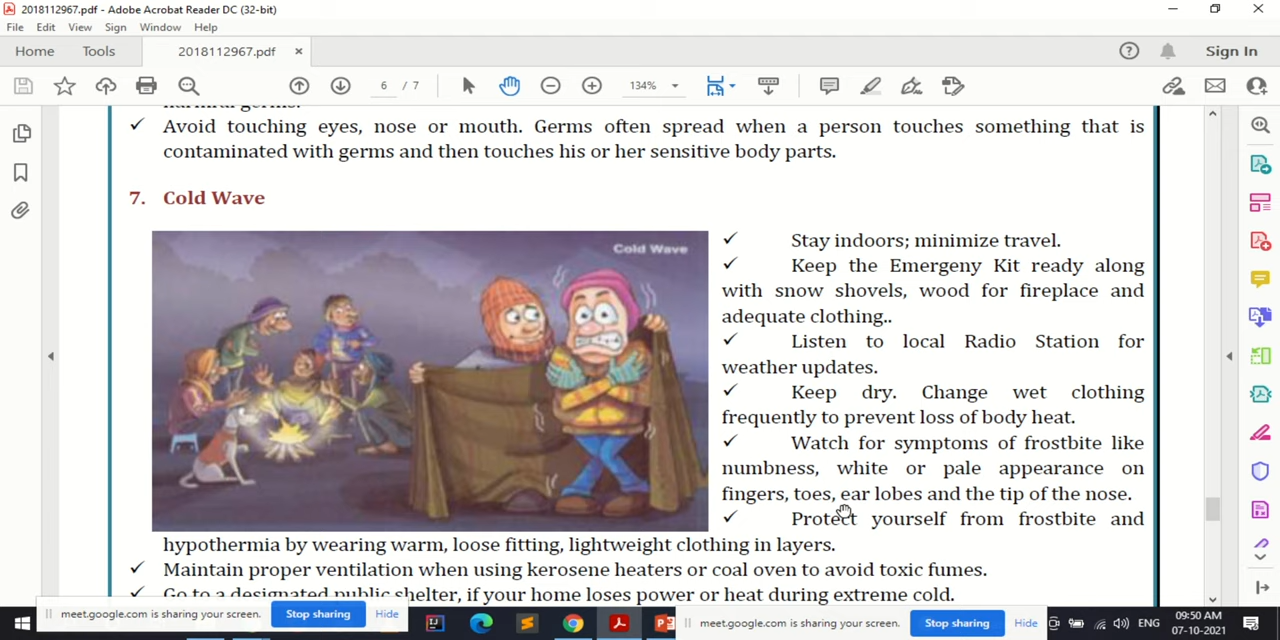 2018112967.pdf - Adobe Acrobat Reader DC (32-bit)
File Edit View Sign Window Help
Home Tools 2018112967.pdf × Sign In
6 / 7 134%
harmful germs.
✓ Avoid touching eyes, nose or mouth. Germs often spread when a person touches something that is
contaminated with germs and then touches his or her sensitive body parts.
7. Cold Wave
Cold Wave
✓ Stay indoors; minimize travel.
✓ Keep the Emergeny Kit ready along
with snow shovels, wood for fireplace and
adequate clothing..
✓ Listen to local Radio Station for
weather updates.
✓ Keep dry. Change wet clothing
frequently to prevent loss of body heat.
✓ Watch for symptoms of frostbite like
numbness, white or pale appearance on
fingers, toes, ear lobes and the tip of the nose.
✓ Protect yourself from frostbite and
hypothermia by wearing warm, loose fitting, lightweight clothing in layers.
✓ Maintain proper ventilation when using kerosene heaters or coal oven to avoid toxic fumes.
✓ Go to a designated public shelter, if your home loses power or heat during extreme cold.
meet.google.com is sharing your screen. Stop sharing Hide
meet.google.com is sharing your screen. Stop sharing Hide
ENG
09:50 AM
07-10-2021